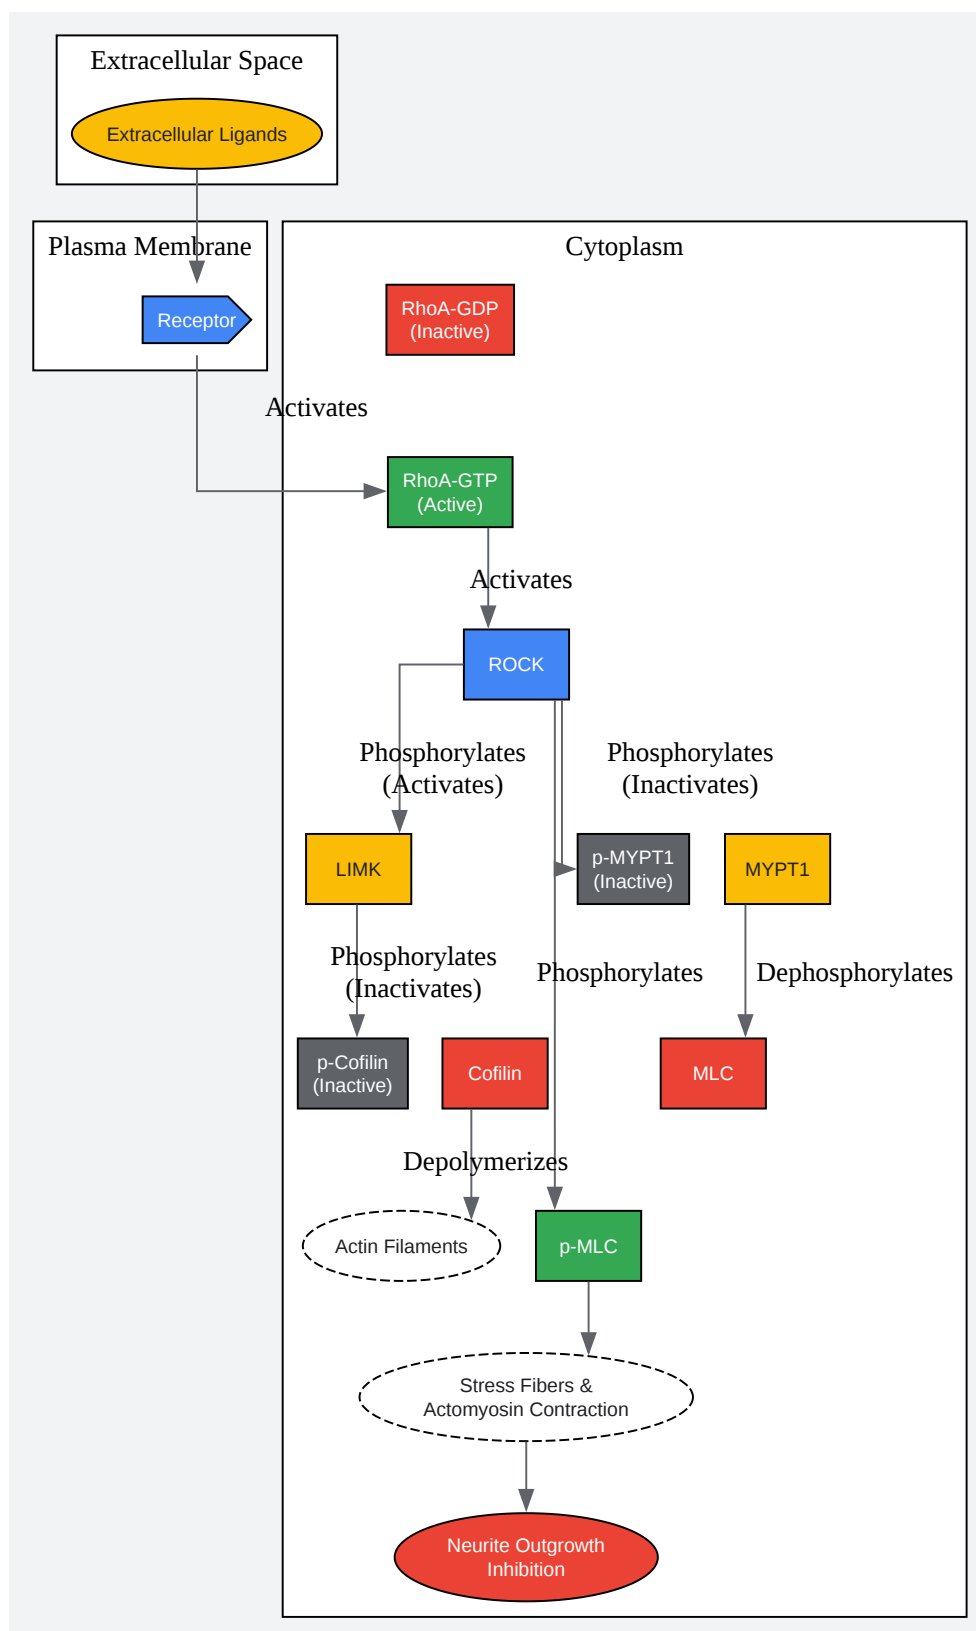 Extracellular Space
Extracellular Ligands
Plasma Membrane
Receptor
Cytoplasm
RhoA-GDP
(Inactive)
Activates
RhoA-GTP
(Active)
Activates
ROCK
Phosphorylates
(Activates)
Phosphorylates
(Inactivates)
LIMK
p-MYPT1
(Inactive)
MYPT1
Phosphorylates
(Inactivates)
Phosphorylates
Dephosphorylates
p-Cofilin
(Inactive)
Cofilin
MLC
Depolymerizes
Actin Filaments
p-MLC
Stress Fibers &
Actomyosin Contraction
Neurite Outgrowth
Inhibition